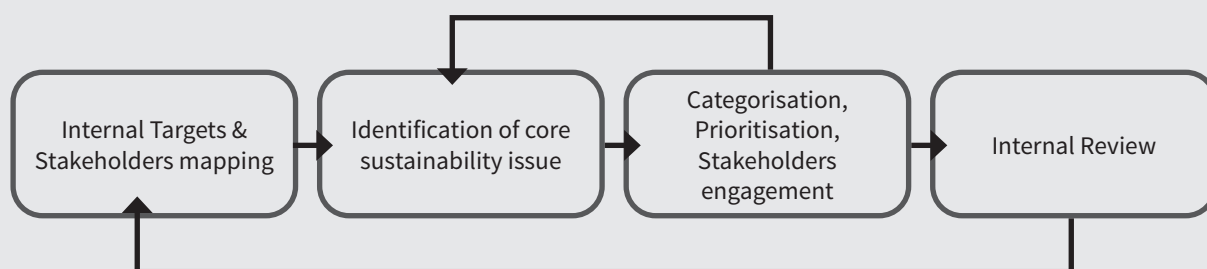 Internal Targets &
Stakeholders mapping
Identification of core
sustainability issue
Categorisation,
Prioritisation,
Stakeholders
engagement
Internal Review